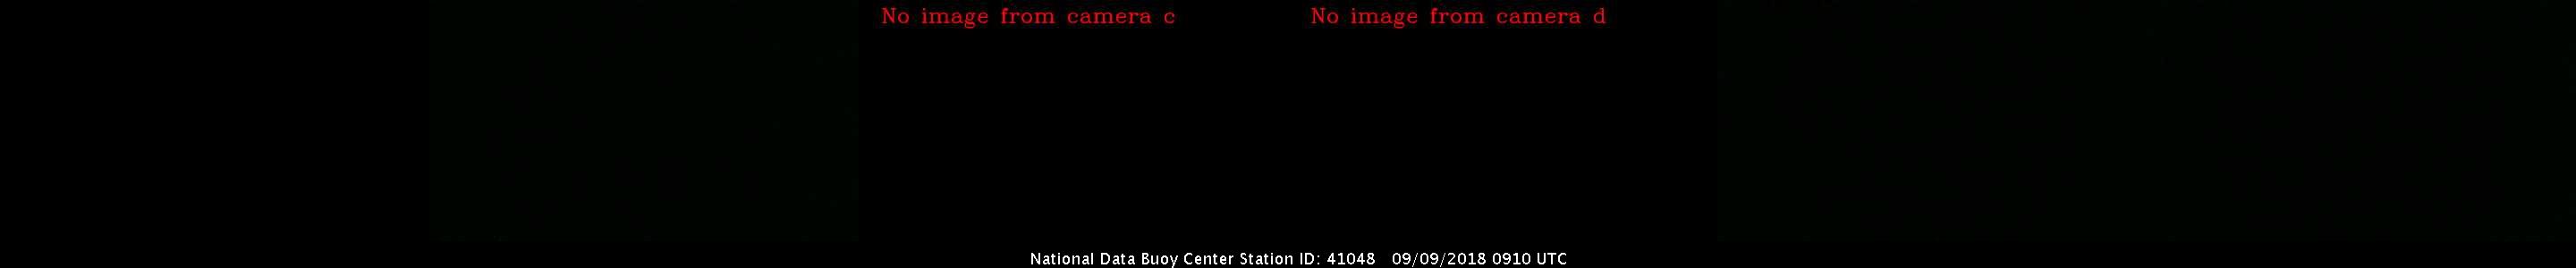 No image from camera c
No image from camera d
National Data Buoy Center Station ID: 41048 09/09/2018 0910 UTC